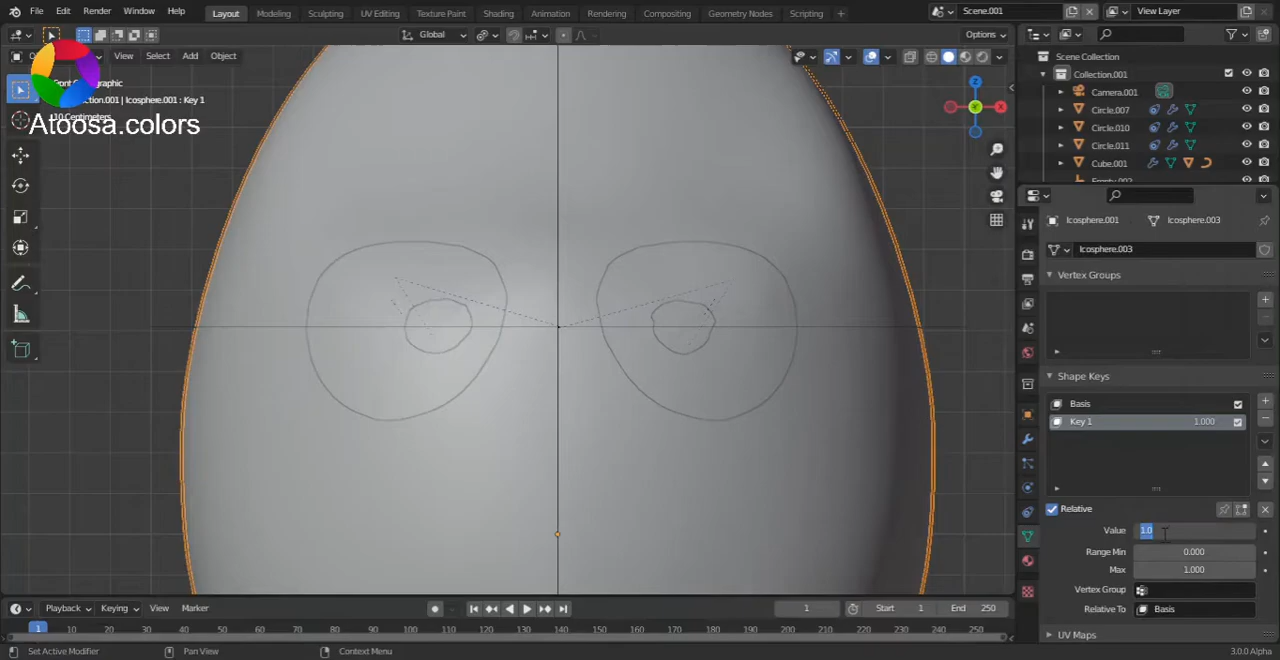 File Edit Render Window Help Layout Modeling Sculpting UV Editing Texture Paint Shading Animation Rendering Compositing Geometry Nodes Scripting + Scene.001 View Layer
Global Options
View Select Add Object
Scene Collection
Collection.001
Camera.001
Circle.007
Circle.010
Circle.011
Cube.001
Front
| Icosphere.001 : Key 1
10 Centimeters
Atoosa.colors
Z
X
Icosphere.001 Icosphere.003
Icosphere.003
Vertex Groups
Shape Keys
Basis
Key 1 1.000
Relative
Value 1.0
Range Min 0.000
Max 1.000
Vertex Group
Relative To Basis
UV Maps
Playback Keying View Marker 1 Start 1 End 250
1 10 20 30 40 50 60 70 80 90 100 110 120 130 140 150 160 170 180 190 200 210 220 230 240 250
Set Active Modifier Pan View Context Menu 3.0.0 Alpha